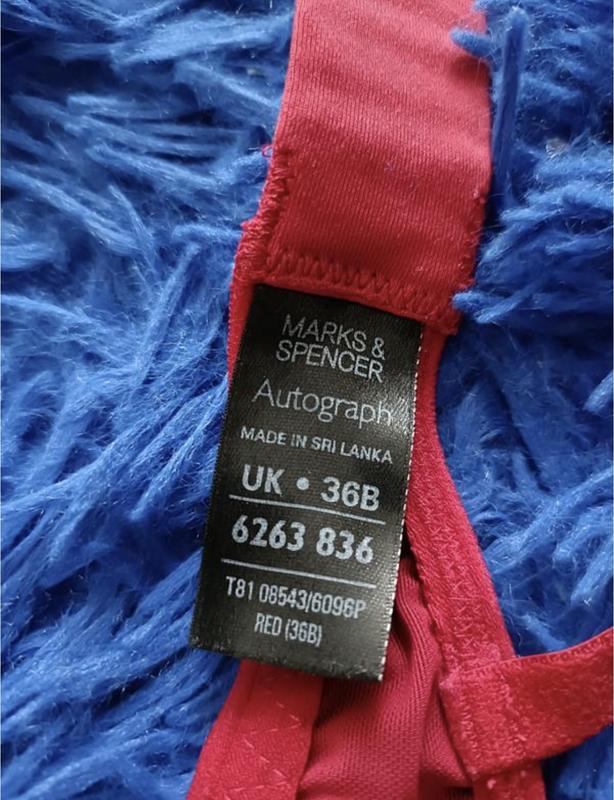 MARKS &
SPENCER
Autograph
MADE IN SRI LANKA
UK • 36B
6263 836
T81 08543/6096P
RED (36B)